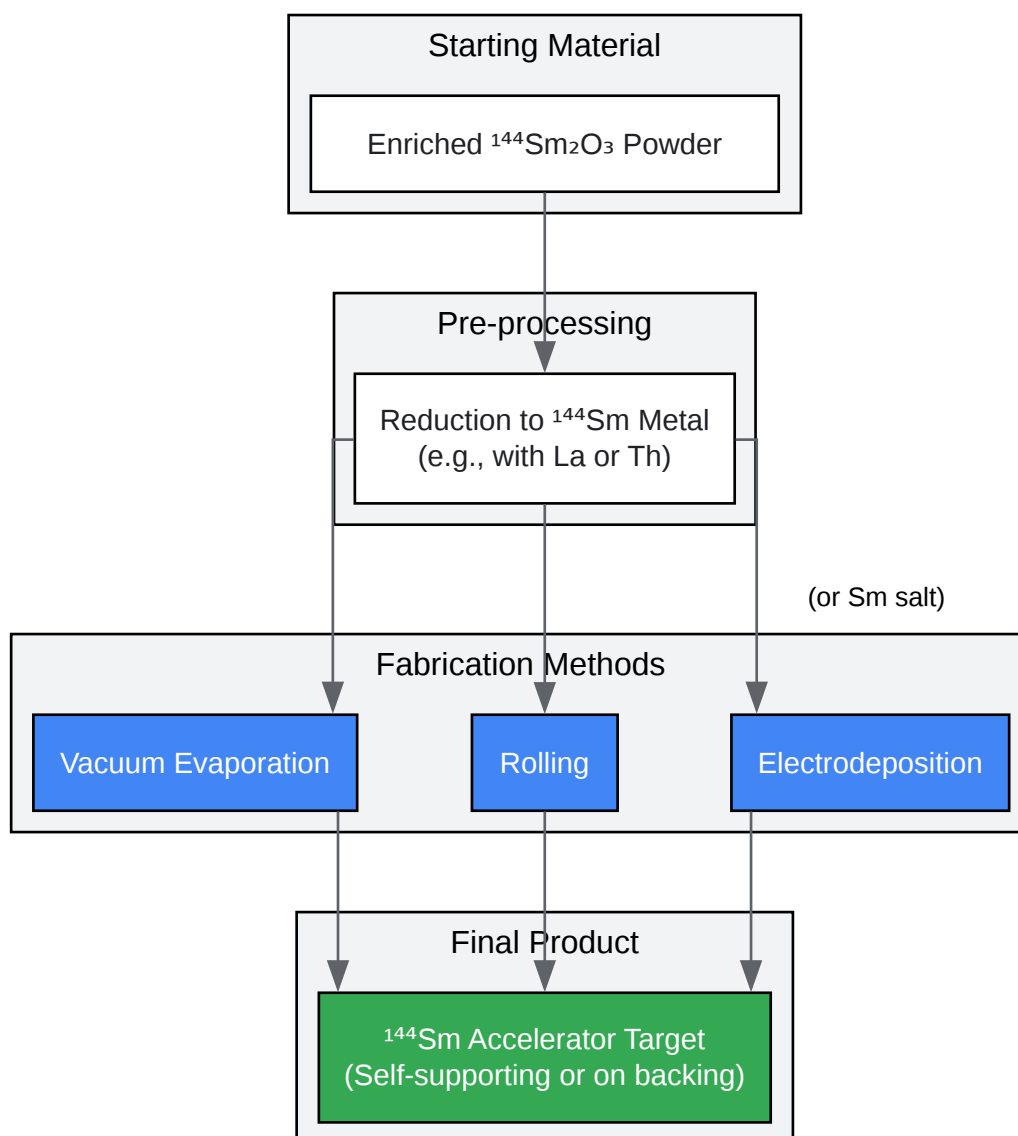 Starting Material
Enriched ¹⁴⁴Sm₂O₃ Powder
Pre-processing
Reduction to ¹⁴⁴Sm Metal
(e.g., with La or Th)
(or Sm salt)
Fabrication Methods
Vacuum Evaporation
Rolling
Electrodeposition
Final Product
¹⁴⁴Sm Accelerator Target
(Self-supporting or on backing)